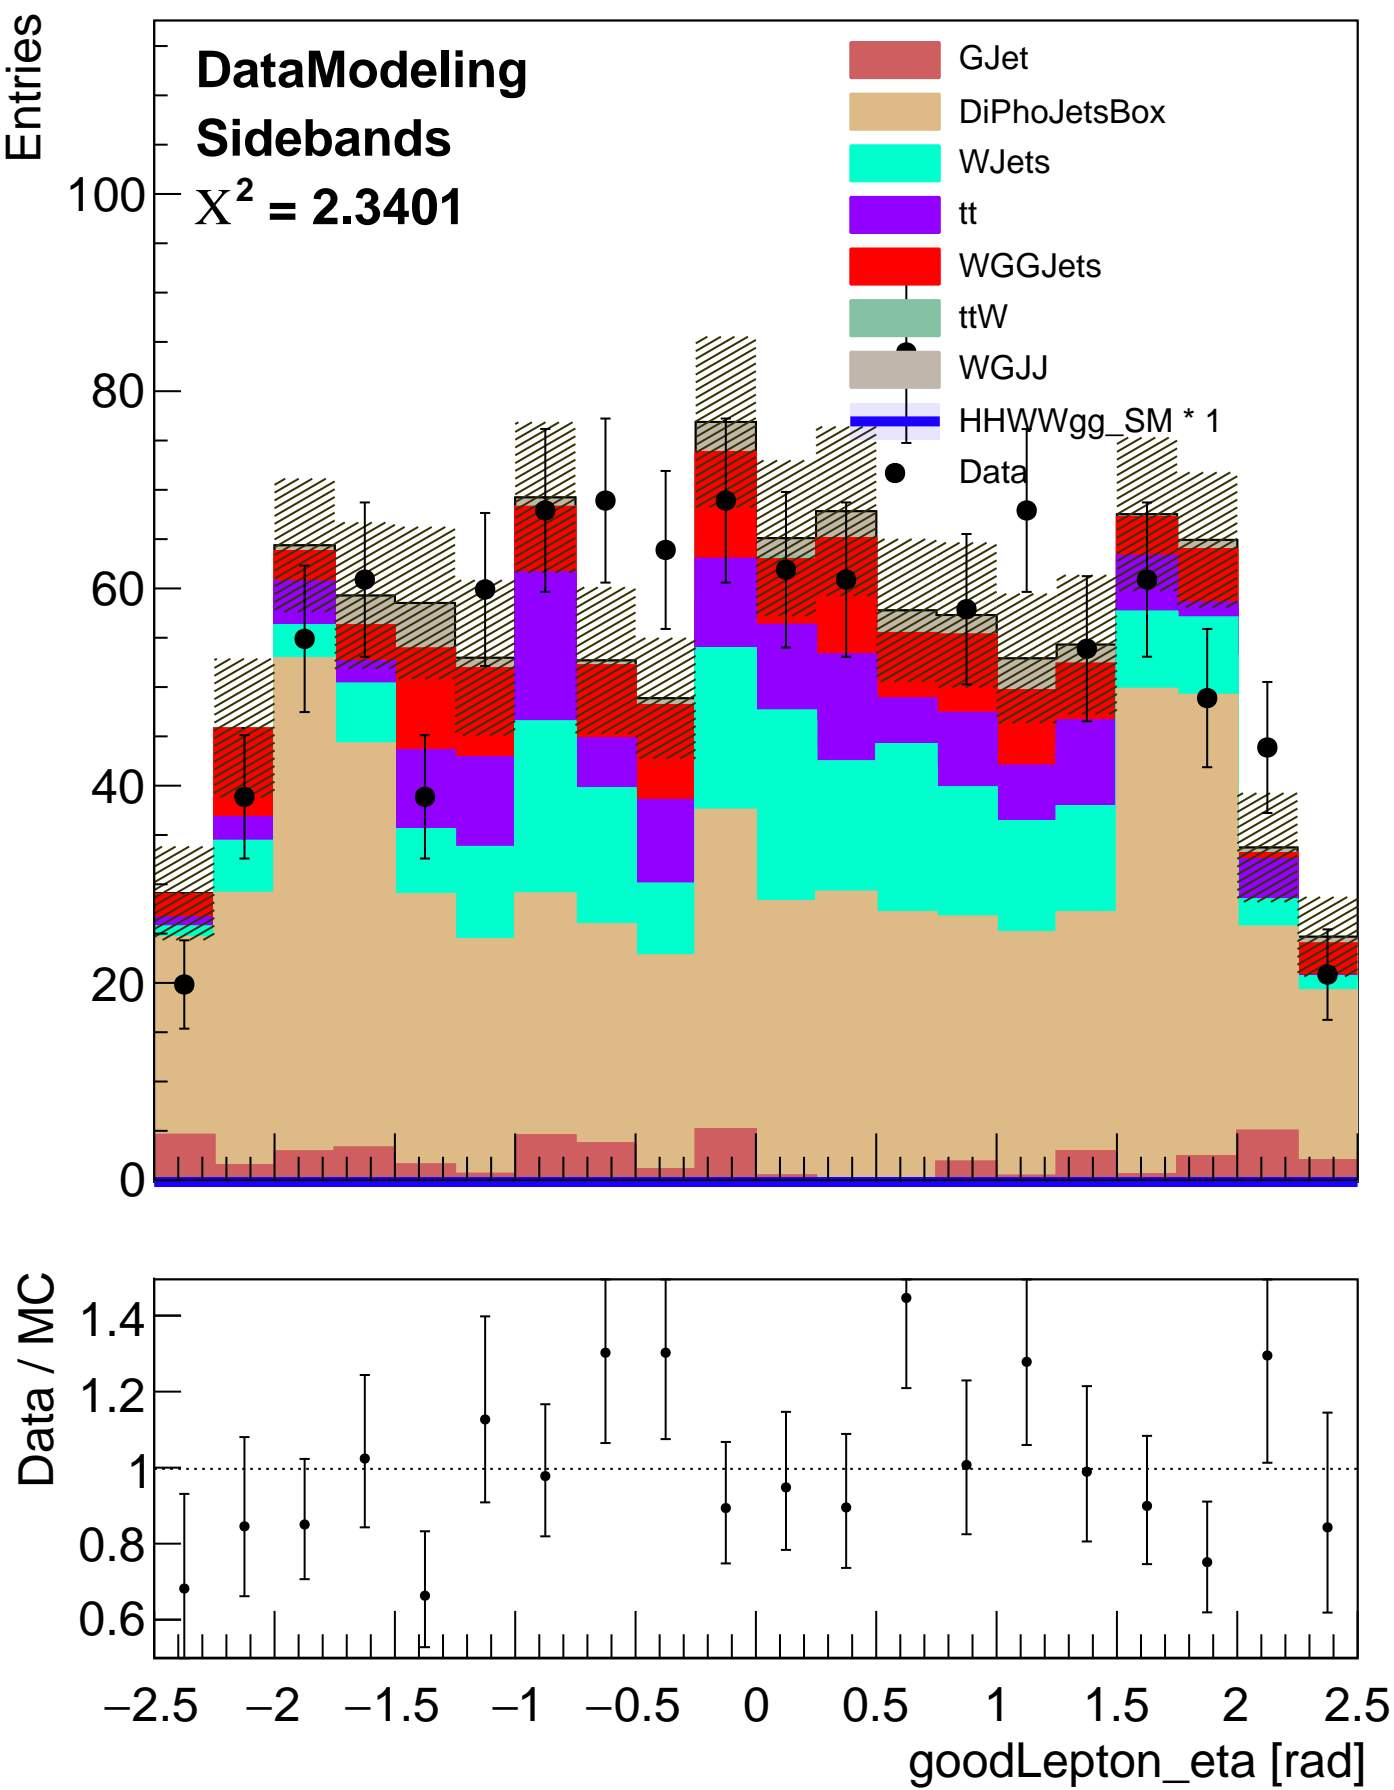 Entries
DataModeling
Sidebands
X² = 2.3401
GJet
DiPhoJetsBox
WJets
tt
WGGJets
ttW
WGJJ
HHWWgg_SM * 1
Data
100
80
60
40
20
0
Data / MC
1.4
1.2
1
0.8
0.6
−2.5 −2 −1.5 −1 −0.5 0 0.5 1 1.5 2 2.5
goodLepton_eta [rad]